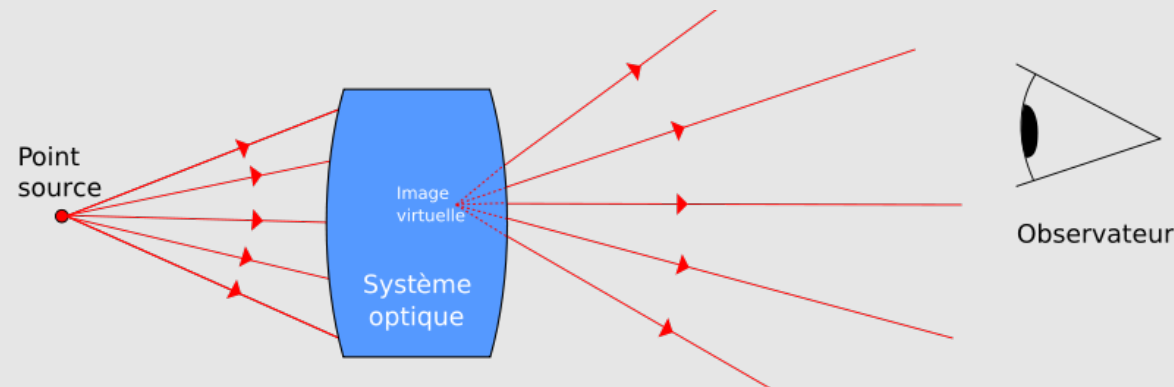 Point
source
Image
virtuelle
Système
optique
Observateur